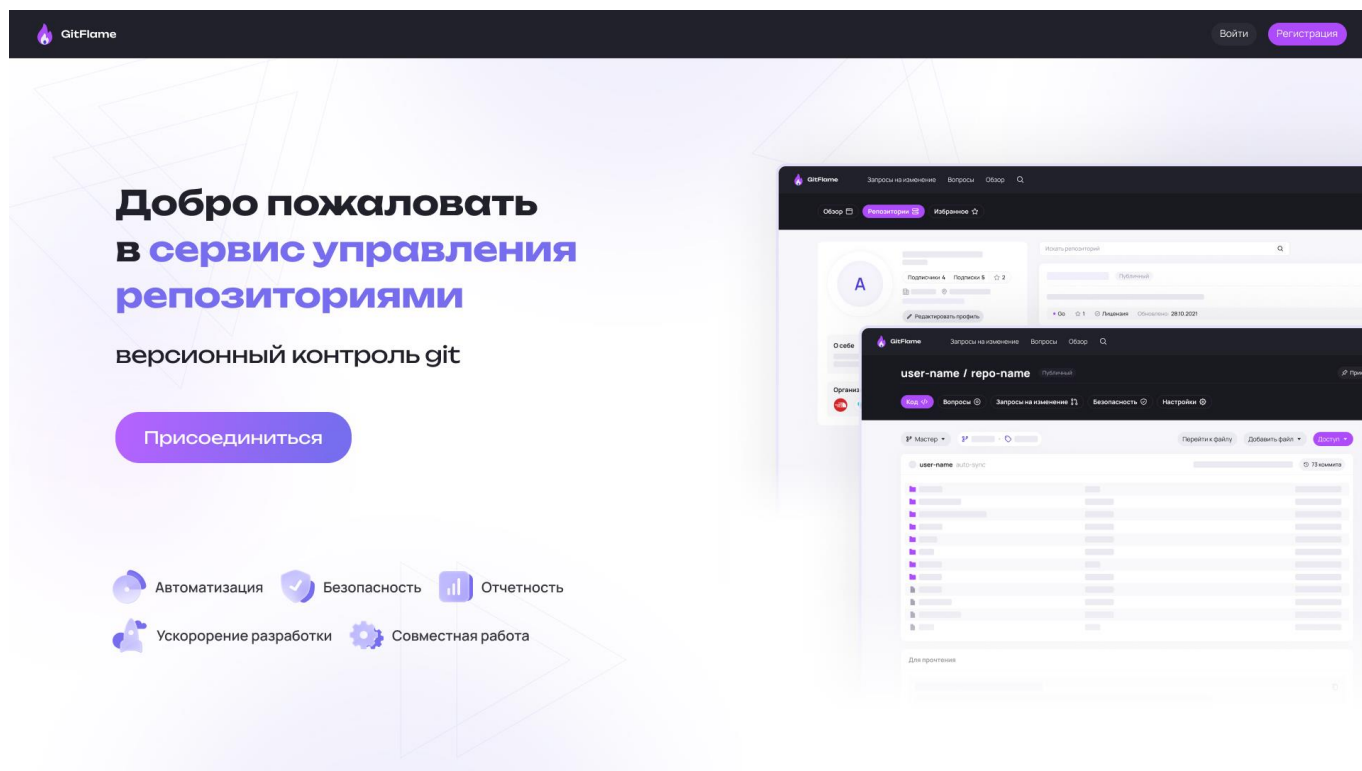 GitFlame
Войти
Регистрация
Добро пожаловать
в сервис управления
репозиториями
версионный контроль git
Присоединиться
Автоматизация
Безопасность
Отчетность
Ускорорение разработки
Совместная работа
GitFlame
Запросы на изменение
Вопросы
Обзор
Обзор
Репозитории
Избранное
Искать репозиторий
A
Подписчики 4
Подписки 5
2
Публичный
Редактировать профиль
Go
1
Лицензия
Обновлено: 28.10.2021
О себе
Организ
GitFlame
Запросы на изменение
Вопросы
Обзор
user-name / repo-name
Публичный
Код
Вопросы
Запросы на изменение
Безопасность
Настройки
Мастер
Перейти к файлу
Добавить файл
Доступ
user-name auto-sync
73 коммита
Для прочтения